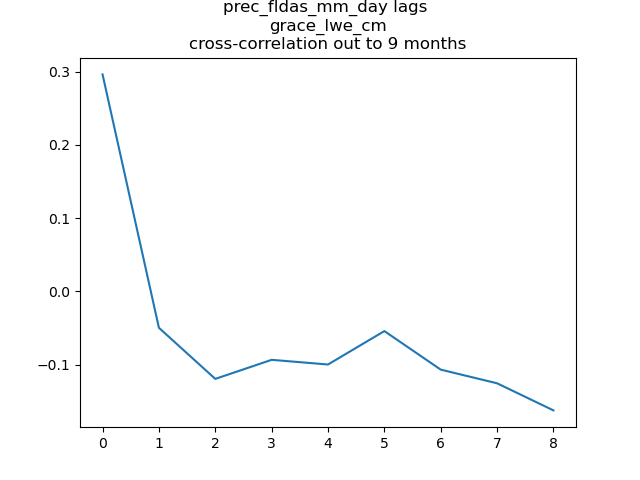 prec_fldas_mm_day lags
grace_lwe_cm
cross-correlation out to 9 months
0.3
0.2
0.1
0.0
−0.1
0 1 2 3 4 5 6 7 8